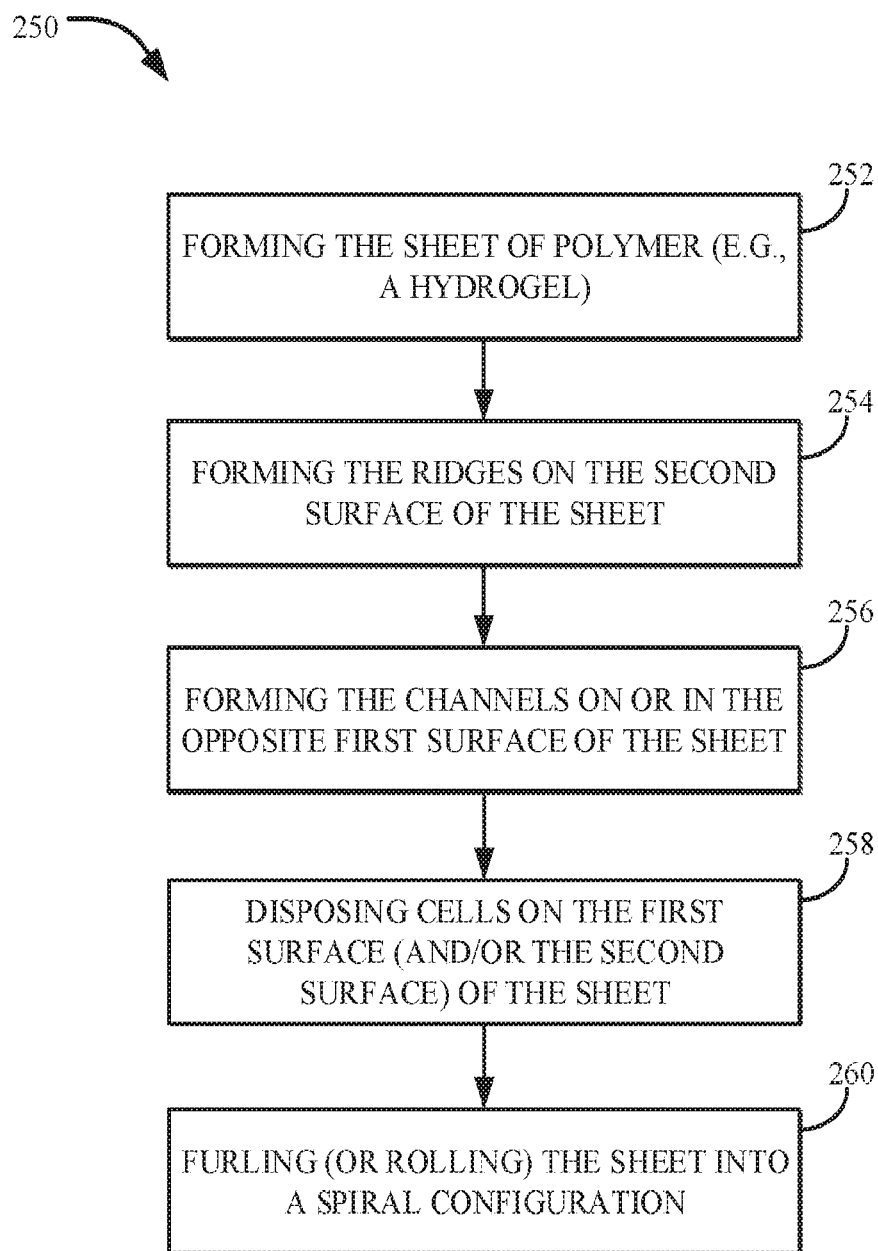 250
252
FORMING THE SHEET OF POLYMER (E.G.,
A HYDROGEL)
254
FORMING THE RIDGES ON THE SECOND
SURFACE OF THE SHEET
256
FORMING THE CHANNELS ON OR IN THE
OPPOSITE FIRST SURFACE OF THE SHEET
258
DISPOSING CELLS ON THE FIRST
SURFACE (AND/OR THE SECOND
SURFACE) OF THE SHEET
260
FURLING (OR ROLLING) THE SHEET INTO
A SPIRAL CONFIGURATION